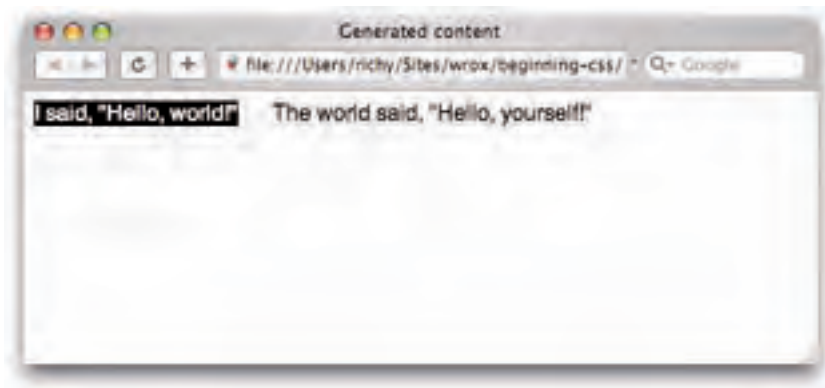 Generated content
file:///Users/richy/Sites/wrox/beginning-css/ Google
I said, "Hello, world!" The world said, "Hello, yourself!"